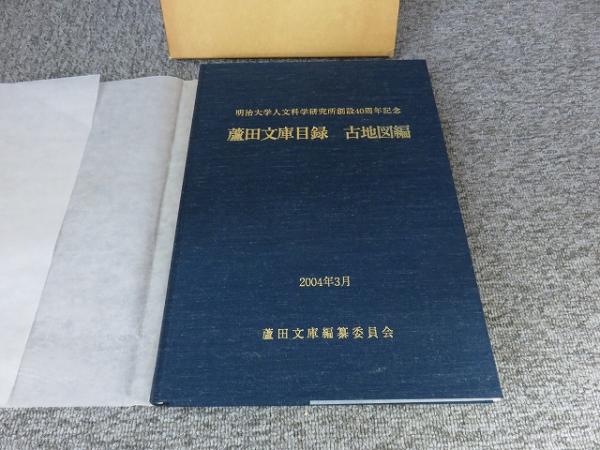 明治大学人文科学研究所創設40周年記念
蘆田文庫目録 古地図編
2004年3月
蘆田文庫編纂委員会